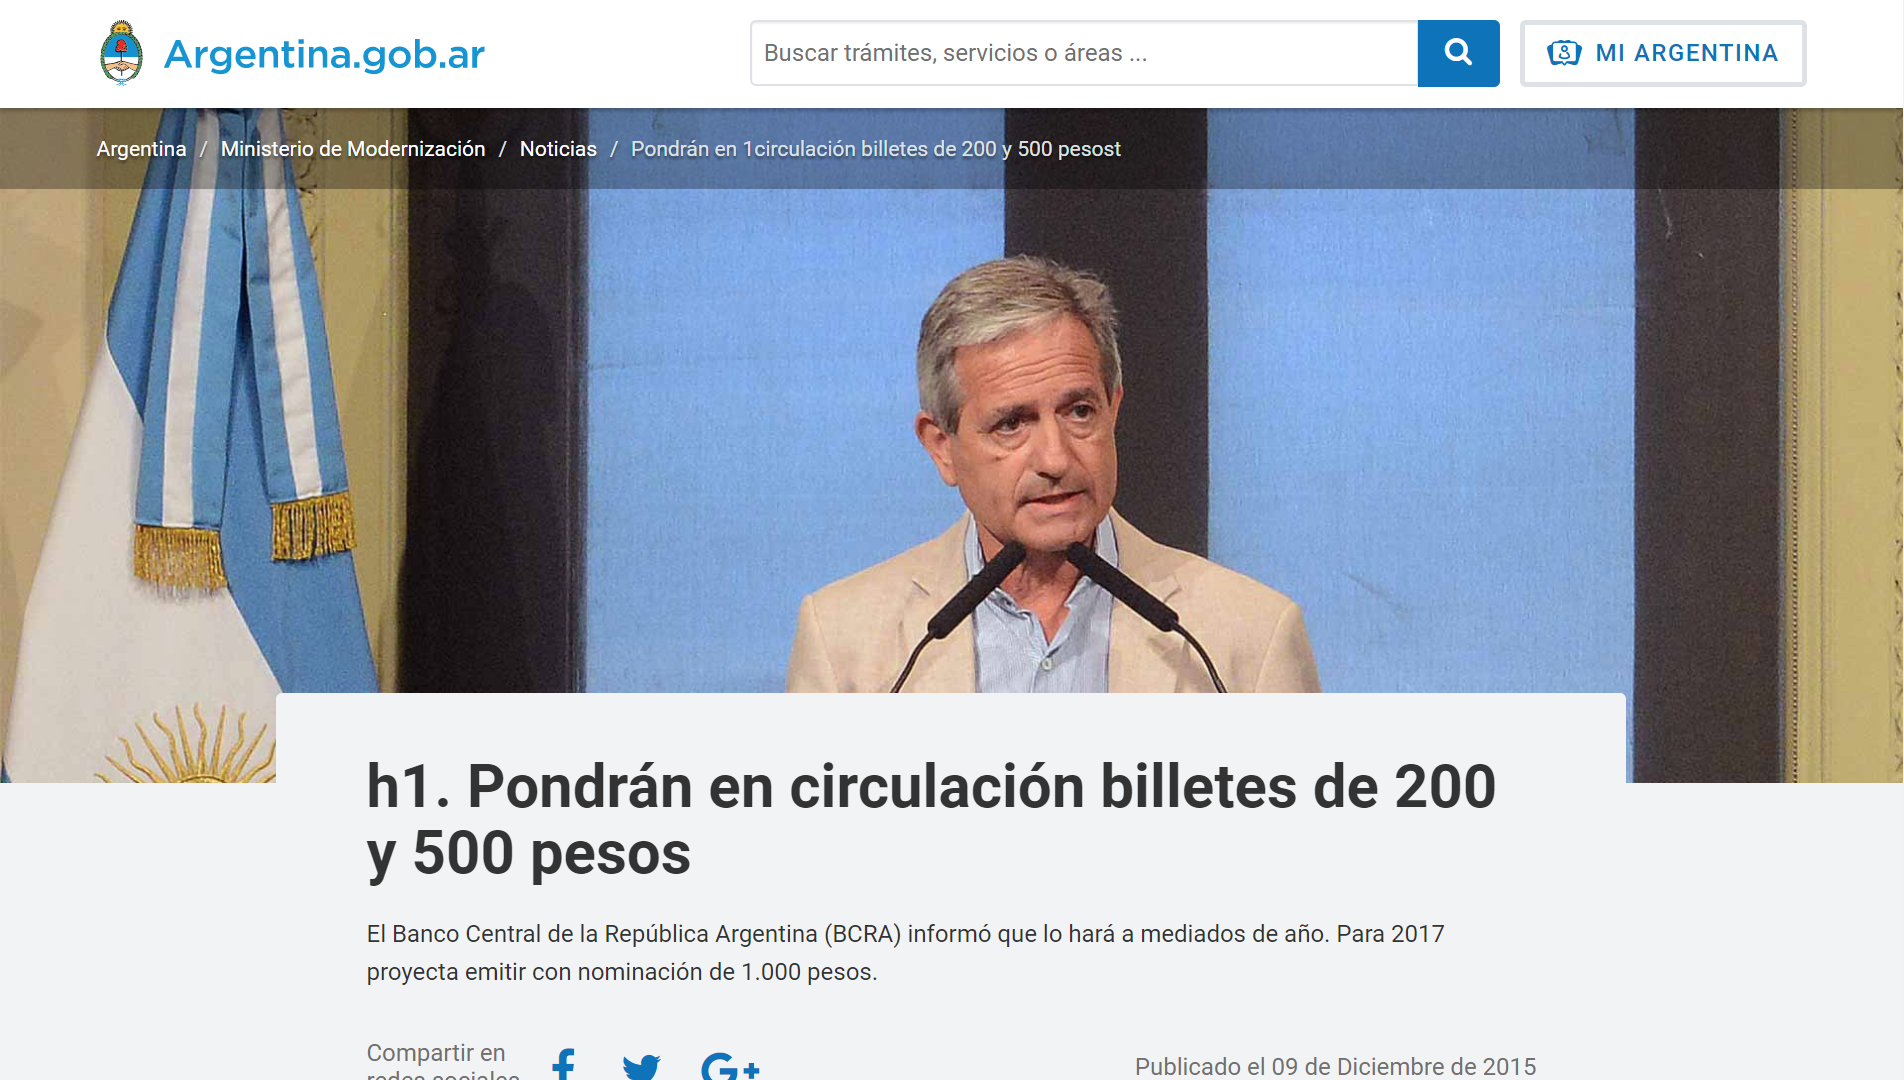 Argentina.gob.ar
Buscar trámites, servicios o áreas ...
MI ARGENTINA
Argentina / Ministerio de Modernización / Noticias / Pondrán en 1circulación billetes de 200 y 500 pesost
h1. Pondrán en circulación billetes de 200
y 500 pesos
El Banco Central de la República Argentina (BCRA) informó que lo hará a mediados de año. Para 2017
proyecta emitir con nominación de 1.000 pesos.
Compartir en
redes sociales
Publicado el 09 de Diciembre de 2015